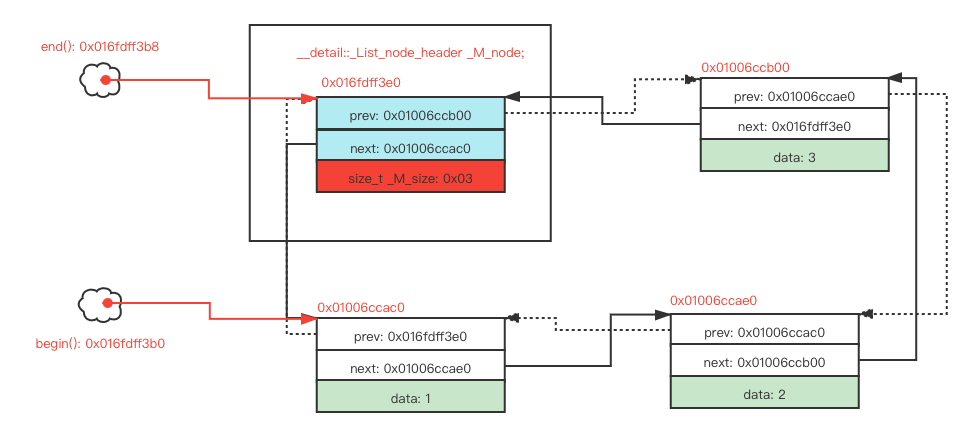 end(): 0x016fdff3b8
__detail::_List_node_header _M_node;
0x016fdff3e0
prev: 0x01006ccb00
next: 0x01006ccac0
size_t _M_size: 0x03
0x01006ccb00
prev: 0x01006ccae0
next: 0x016fdff3e0
data: 3
begin(): 0x016fdff3b0
0x01006ccac0
prev: 0x016fdff3e0
next: 0x01006ccae0
data: 1
0x01006ccae0
prev: 0x01006ccac0
next: 0x01006ccb00
data: 2